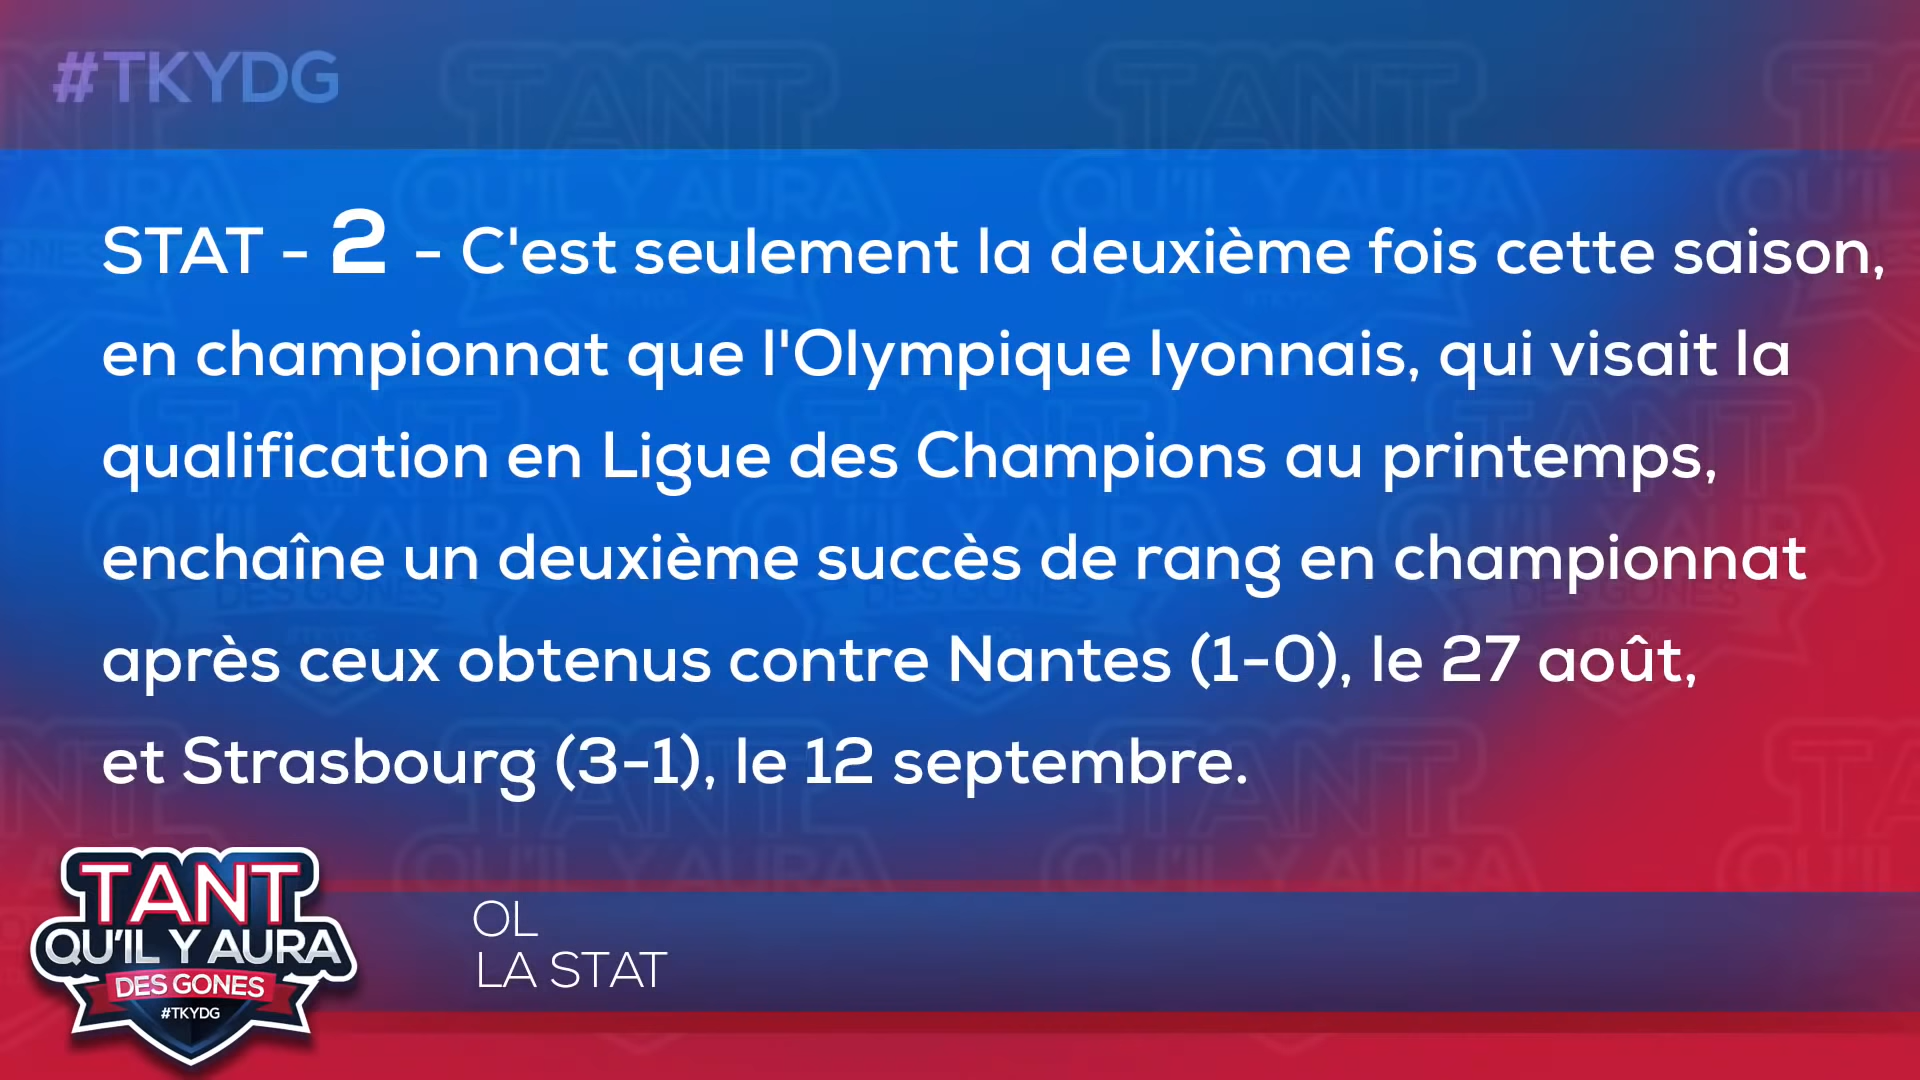 #TKYDG
STAT - 2 - C'est seulement la deuxième fois cette saison,
en championnat que l'Olympique lyonnais, qui visait la
qualification en Ligue des Champions au printemps,
enchaîne un deuxième succès de rang en championnat
après ceux obtenus contre Nantes (1-0), le 27 août,
et Strasbourg (3-1), le 12 septembre.
TANT
QU'IL Y AURA
DES GONES
#TKYDG
OL
LA STAT